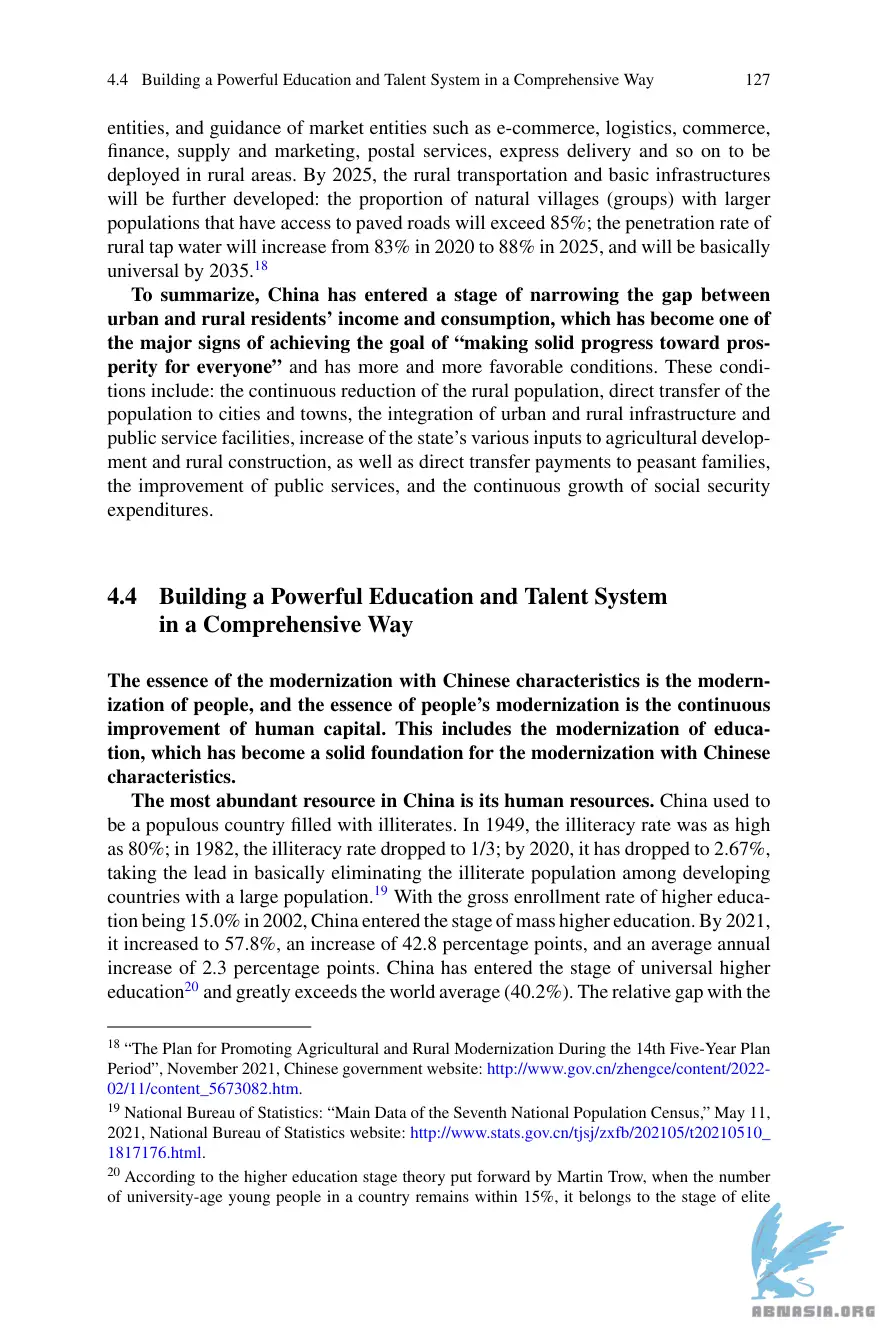 4.4 Building a Powerful Education and Talent System in a Comprehensive Way 127
entities, and guidance of market entities such as e-commerce, logistics, commerce,
finance, supply and marketing, postal services, express delivery and so on to be
deployed in rural areas. By 2025, the rural transportation and basic infrastructures
will be further developed: the proportion of natural villages (groups) with larger
populations that have access to paved roads will exceed 85%; the penetration rate of
rural tap water will increase from 83% in 2020 to 88% in 2025, and will be basically
universal by 2035.18
To summarize, China has entered a stage of narrowing the gap between
urban and rural residents’ income and consumption, which has become one of
the major signs of achieving the goal of “making solid progress toward pros-
perity for everyone” and has more and more favorable conditions. These condi-
tions include: the continuous reduction of the rural population, direct transfer of the
population to cities and towns, the integration of urban and rural infrastructure and
public service facilities, increase of the state’s various inputs to agricultural develop-
ment and rural construction, as well as direct transfer payments to peasant families,
the improvement of public services, and the continuous growth of social security
expenditures.
4.4 Building a Powerful Education and Talent System
in a Comprehensive Way
The essence of the modernization with Chinese characteristics is the modern-
ization of people, and the essence of people’s modernization is the continuous
improvement of human capital. This includes the modernization of educa-
tion, which has become a solid foundation for the modernization with Chinese
characteristics.
The most abundant resource in China is its human resources. China used to
be a populous country filled with illiterates. In 1949, the illiteracy rate was as high
as 80%; in 1982, the illiteracy rate dropped to 1/3; by 2020, it has dropped to 2.67%,
taking the lead in basically eliminating the illiterate population among developing
countries with a large population.19 With the gross enrollment rate of higher educa-
tion being 15.0% in 2002, China entered the stage of mass higher education. By 2021,
it increased to 57.8%, an increase of 42.8 percentage points, and an average annual
increase of 2.3 percentage points. China has entered the stage of universal higher
education20 and greatly exceeds the world average (40.2%). The relative gap with the
18 “The Plan for Promoting Agricultural and Rural Modernization During the 14th Five-Year Plan
Period”, November 2021, Chinese government website: http://www.gov.cn/zhengce/content/2022-
02/11/content_5673082.htm.
19 National Bureau of Statistics: “Main Data of the Seventh National Population Census,” May 11,
2021, National Bureau of Statistics website: http://www.stats.gov.cn/tjsj/zxfb/202105/t20210510_
1817176.html.
20 According to the higher education stage theory put forward by Martin Trow, when the number
of university-age young people in a country remains within 15%, it belongs to the stage of elite
ABNASIA.ORG